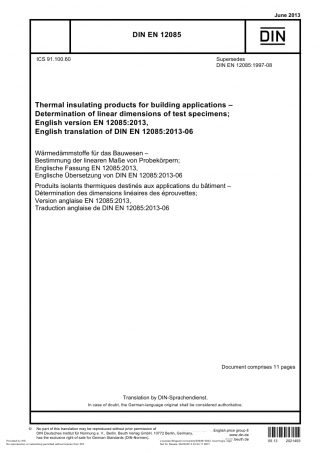 June 2013
DIN EN 12085
DIN
ICS 91.100.60
Supersedes
DIN EN 12085:1997-08
Thermal insulating products for building applications –
Determination of linear dimensions of test specimens;
English version EN 12085:2013,
English translation of DIN EN 12085:2013-06
Wärmedämmstoffe für das Bauwesen –
Bestimmung der linearen Maße von Probekörpern;
Englische Fassung EN 12085:2013,
Englische Übersetzung von DIN EN 12085:2013-06
Produits isolants thermiques destinés aux applications du bâtiment –
Détermination des dimensions linéaires des éprouvettes;
Version anglaise EN 12085:2013,
Traduction anglaise de DIN EN 12085:2013-06
Document comprises 11 pages
Translation by DIN-Sprachendienst.
In case of doubt, the German-language original shall be considered authoritative.
© No part of this translation may be reproduced without prior permission of
DIN Deutsches Institut für Normung e. V., Berlin. Beuth Verlag GmbH, 10772 Berlin, Germany,
has the exclusive right of sale for German Standards (DIN-Normen).
English price group 8
www.din.de